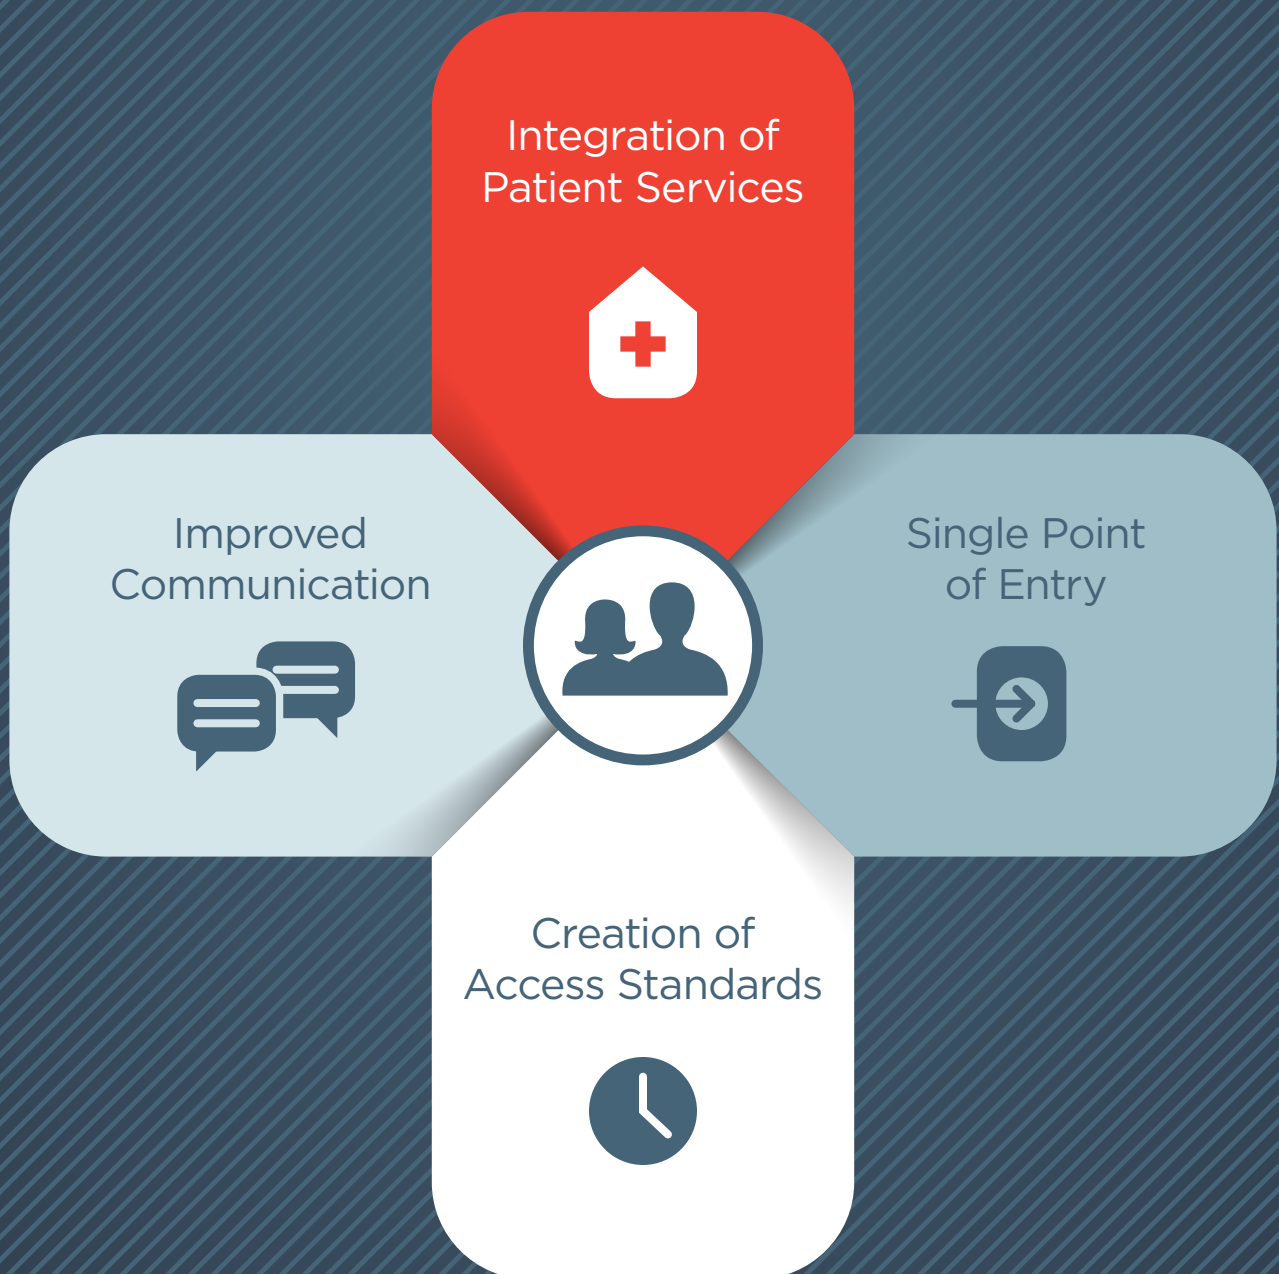 Integration of
Patient Services
Improved
Communication
Single Point
of Entry
Creation of
Access Standards